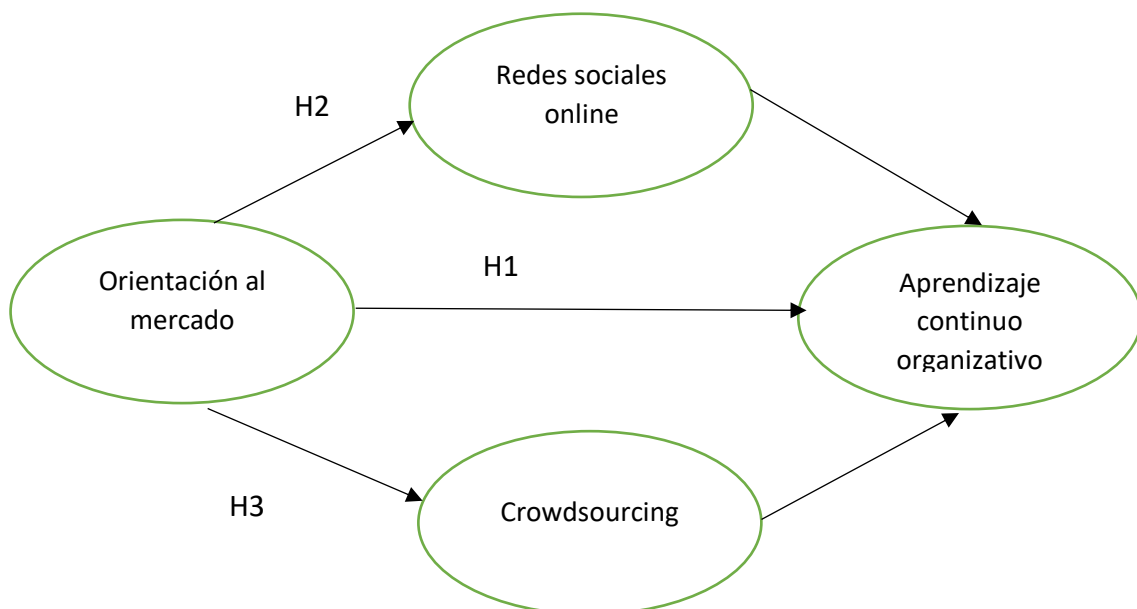 Redes sociales
online
H2
H1
Orientación al
mercado
Aprendizaje
continuo
organizativo
H3
Crowdsourcing